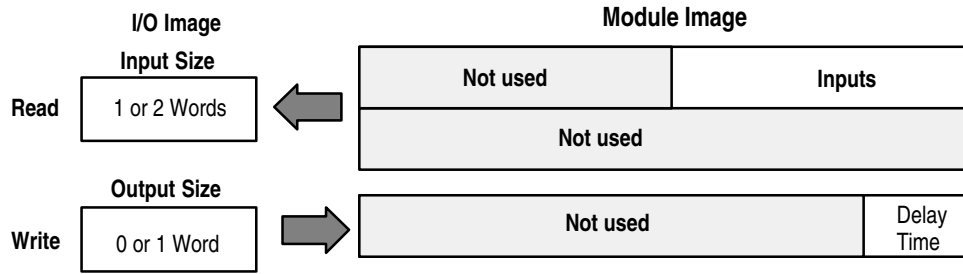 I/O Image
Module Image
Input Size
Read
1 or 2 Words
Not used
Inputs
Not used
Output Size
Write
0 or 1 Word
Not used
Delay
Time